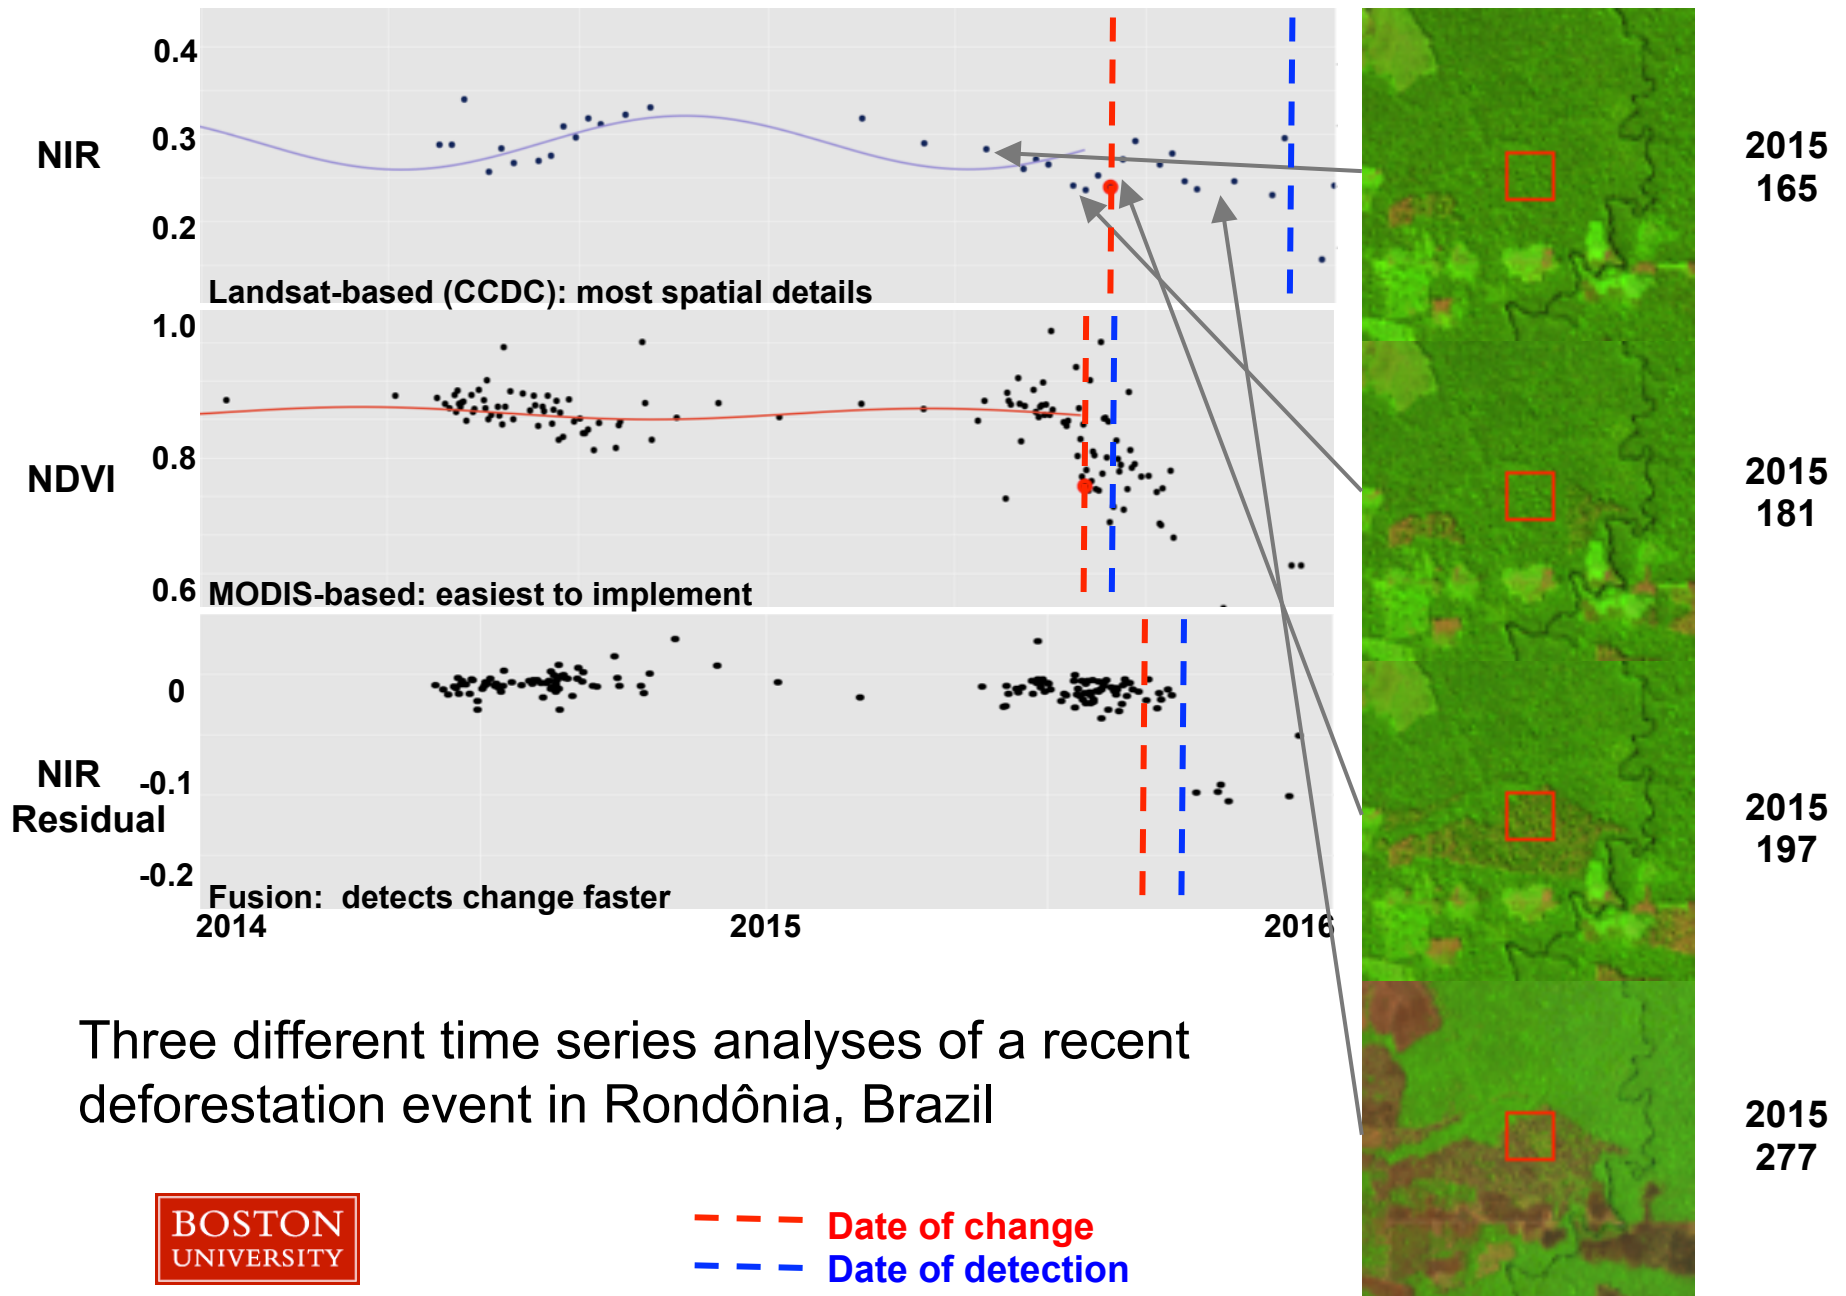 0.4
NIR
0.3
0.2
Landsat-based (CCDC): most spatial details
1.0
NDVI
0.8
0.6
MODIS-based: easiest to implement
0
NIR
Residual
-0.1
-0.2
Fusion:  detects change faster
2014
2015
2016
2015
165
2015
181
2015
197
2015
277
Three different time series analyses of a recent
deforestation event in Rondônia, Brazil
BOSTON
UNIVERSITY
Date of change
Date of detection